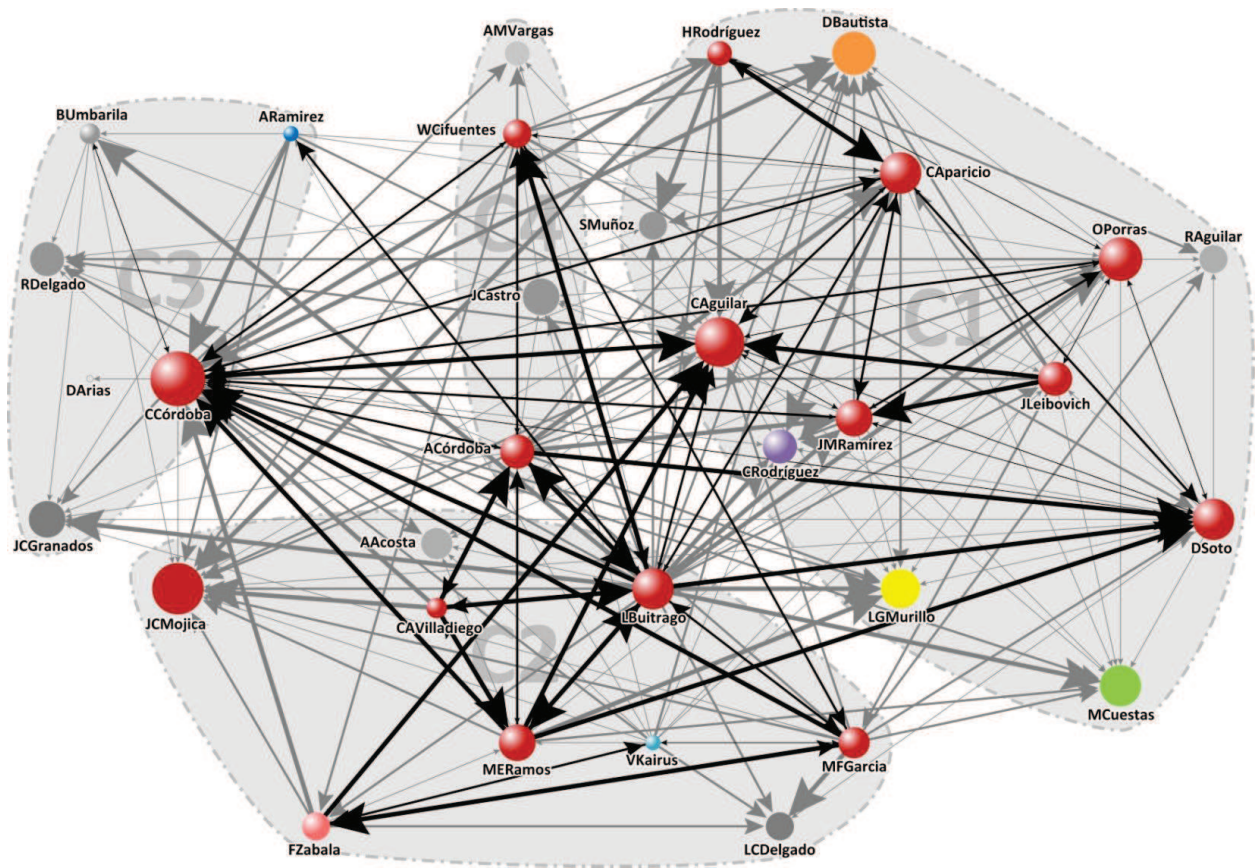 AMVargas
HRodríguez
DBautista
BUmbarila
ARamirez
WCifuentes
CAparicio
SMuñoz
OPorras
RAguilar
RDelgado
C3
JCastro
CAguilar
C1
DArias
CCórdoba
JLeibovich
ACórdoba
JMRamírez
CRodríguez
JCGranados
AAcosta
DSoto
JCMojica
CAVilladiego
LBuitrago
LGMurillo
C2
MCuestas
MERamos
VKairus
MFGarcia
FZabala
LCDelgado